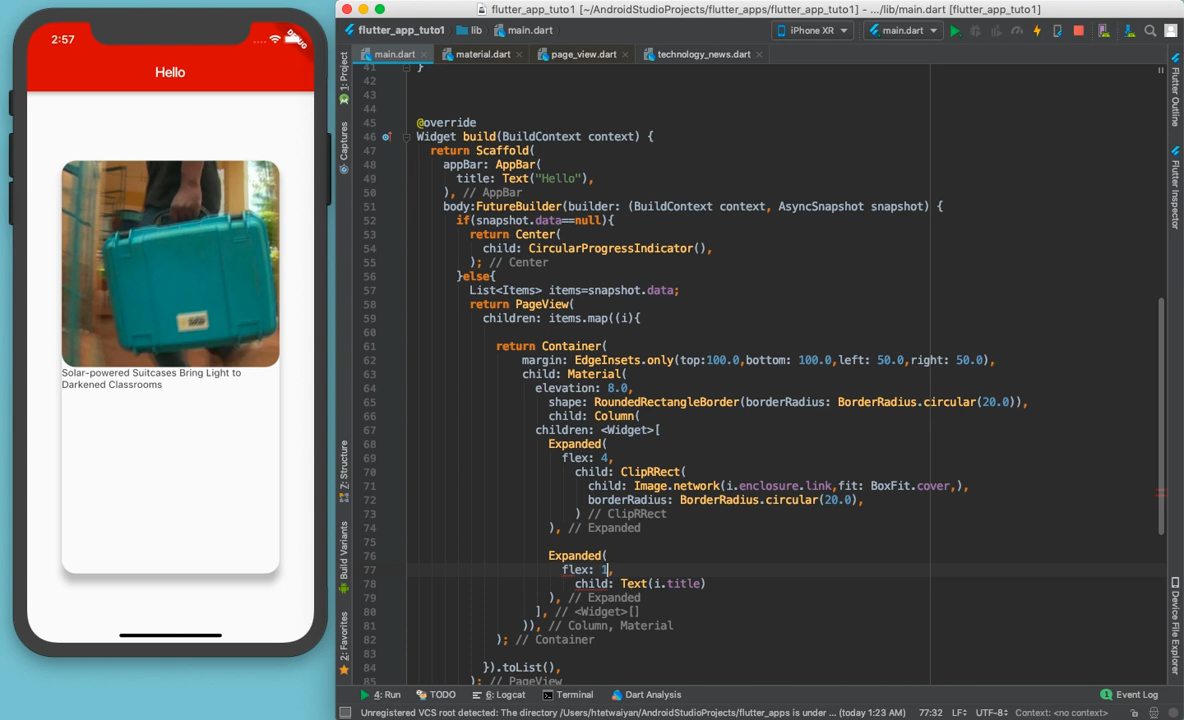 2:57
DEBUG
Hello
Solar-powered Suitcases Bring Light to
Darkened Classrooms
flutter_app_tuto1 [~/AndroidStudioProjects/flutter_apps/flutter_app_tuto1] - .../lib/main.dart [flutter_app_tuto1]
flutter_app_tuto1 lib main.dart iPhone XR main.dart
main.dart material.dart page_view.dart technology_news.dart
1: Project
Captures
7: Structure
Build Variants
2: Favorites
41 }
42
43
44
45 @override
46 Widget build(BuildContext context) {
47 return Scaffold(
48 appBar: AppBar(
49 title: Text("Hello"),
50 ), // AppBar
51 body:FutureBuilder(builder: (BuildContext context, AsyncSnapshot snapshot) {
52 if(snapshot.data==null){
53 return Center(
54 child: CircularProgressIndicator(),
55 ); // Center
56 }else{
57 List<Items> items=snapshot.data;
58 return PageView(
59 children: items.map((i){
60
61 return Container(
62 margin: EdgeInsets.only(top:100.0,bottom: 100.0,left: 50.0,right: 50.0),
63 child: Material(
64 elevation: 8.0,
65 shape: RoundedRectangleBorder(borderRadius: BorderRadius.circular(20.0)),
66 child: Column(
67 children: <Widget>[
68 Expanded(
69 flex: 4,
70 child: ClipRRect(
71 child: Image.network(i.enclosure.link,fit: BoxFit.cover,),
72 borderRadius: BorderRadius.circular(20.0),
73 ) // ClipRRect
74 ), // Expanded
75
76 Expanded(
77 flex: 1,
78 child: Text(i.title)
79 ), // Expanded
80 ], // <Widget>[]
81 )), // Column, Material
82 ); // Container
83
84 }).toList(),
85 ); // PageView
Flutter Outline
Flutter Inspector
Device File Explorer
4: Run TODO 6: Logcat Terminal Dart Analysis 1 Event Log
Unregistered VCS root detected: The directory /Users/htetwaiyan/AndroidStudioProjects/flutter_apps is under ... (today 1:23 AM) 77:32 LF UTF-8 Context: <no context>